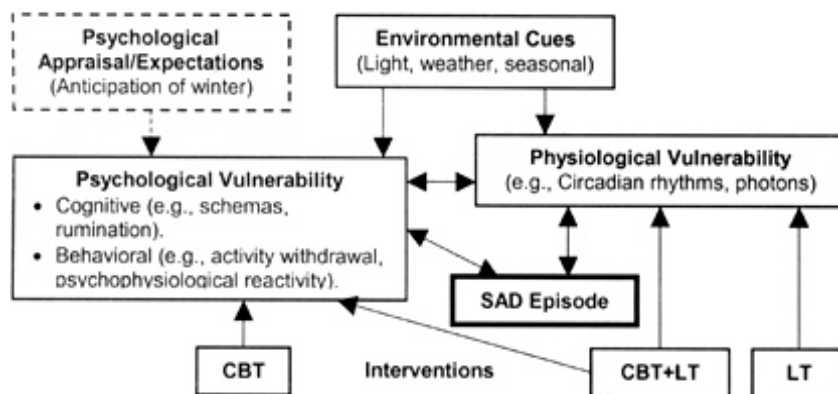 Psychological
Appraisal/Expectations
(Anticipation of winter)
Environmental Cues
(Light, weather, seasonal)
Physiological Vulnerability
(e.g., Circadian rhythms, photons)
Psychological Vulnerability
• Cognitive (e.g., schemas,
rumination).
• Behavioral (e.g., activity withdrawal,
psychophysiological reactivity).
SAD Episode
CBT
Interventions
CBT+LT
LT